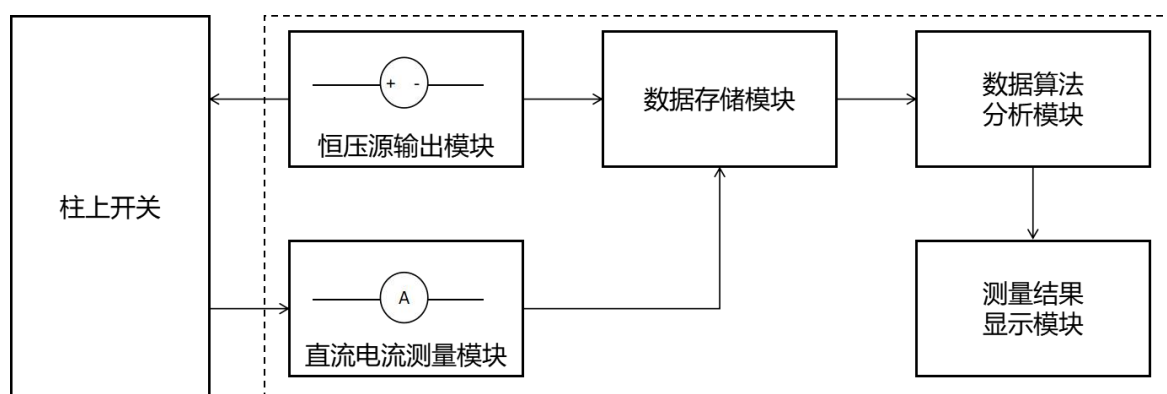 柱上开关
+ -
恒压源输出模块
数据存储模块
数据算法
分析模块
A
直流电流测量模块
测量结果
显示模块